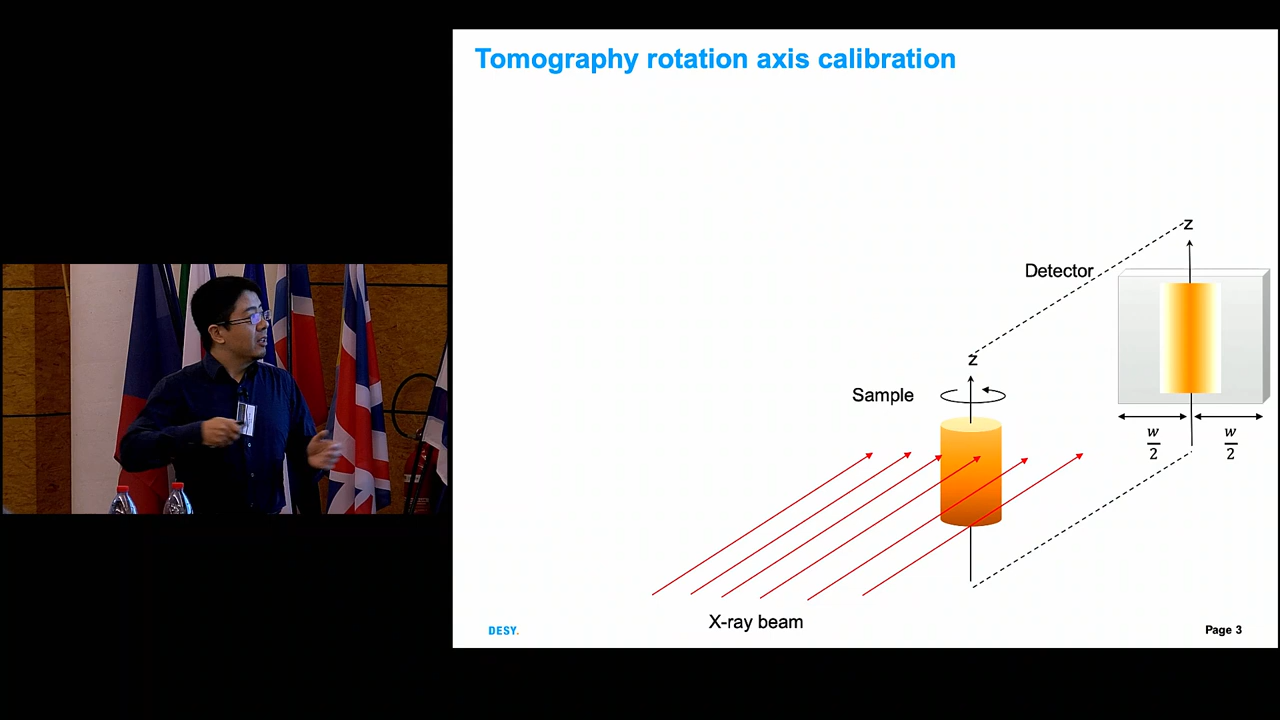 Tomography rotation axis calibration
z
Detector
z
Sample
w/2
w/2
X-ray beam
DESY.
Page 3